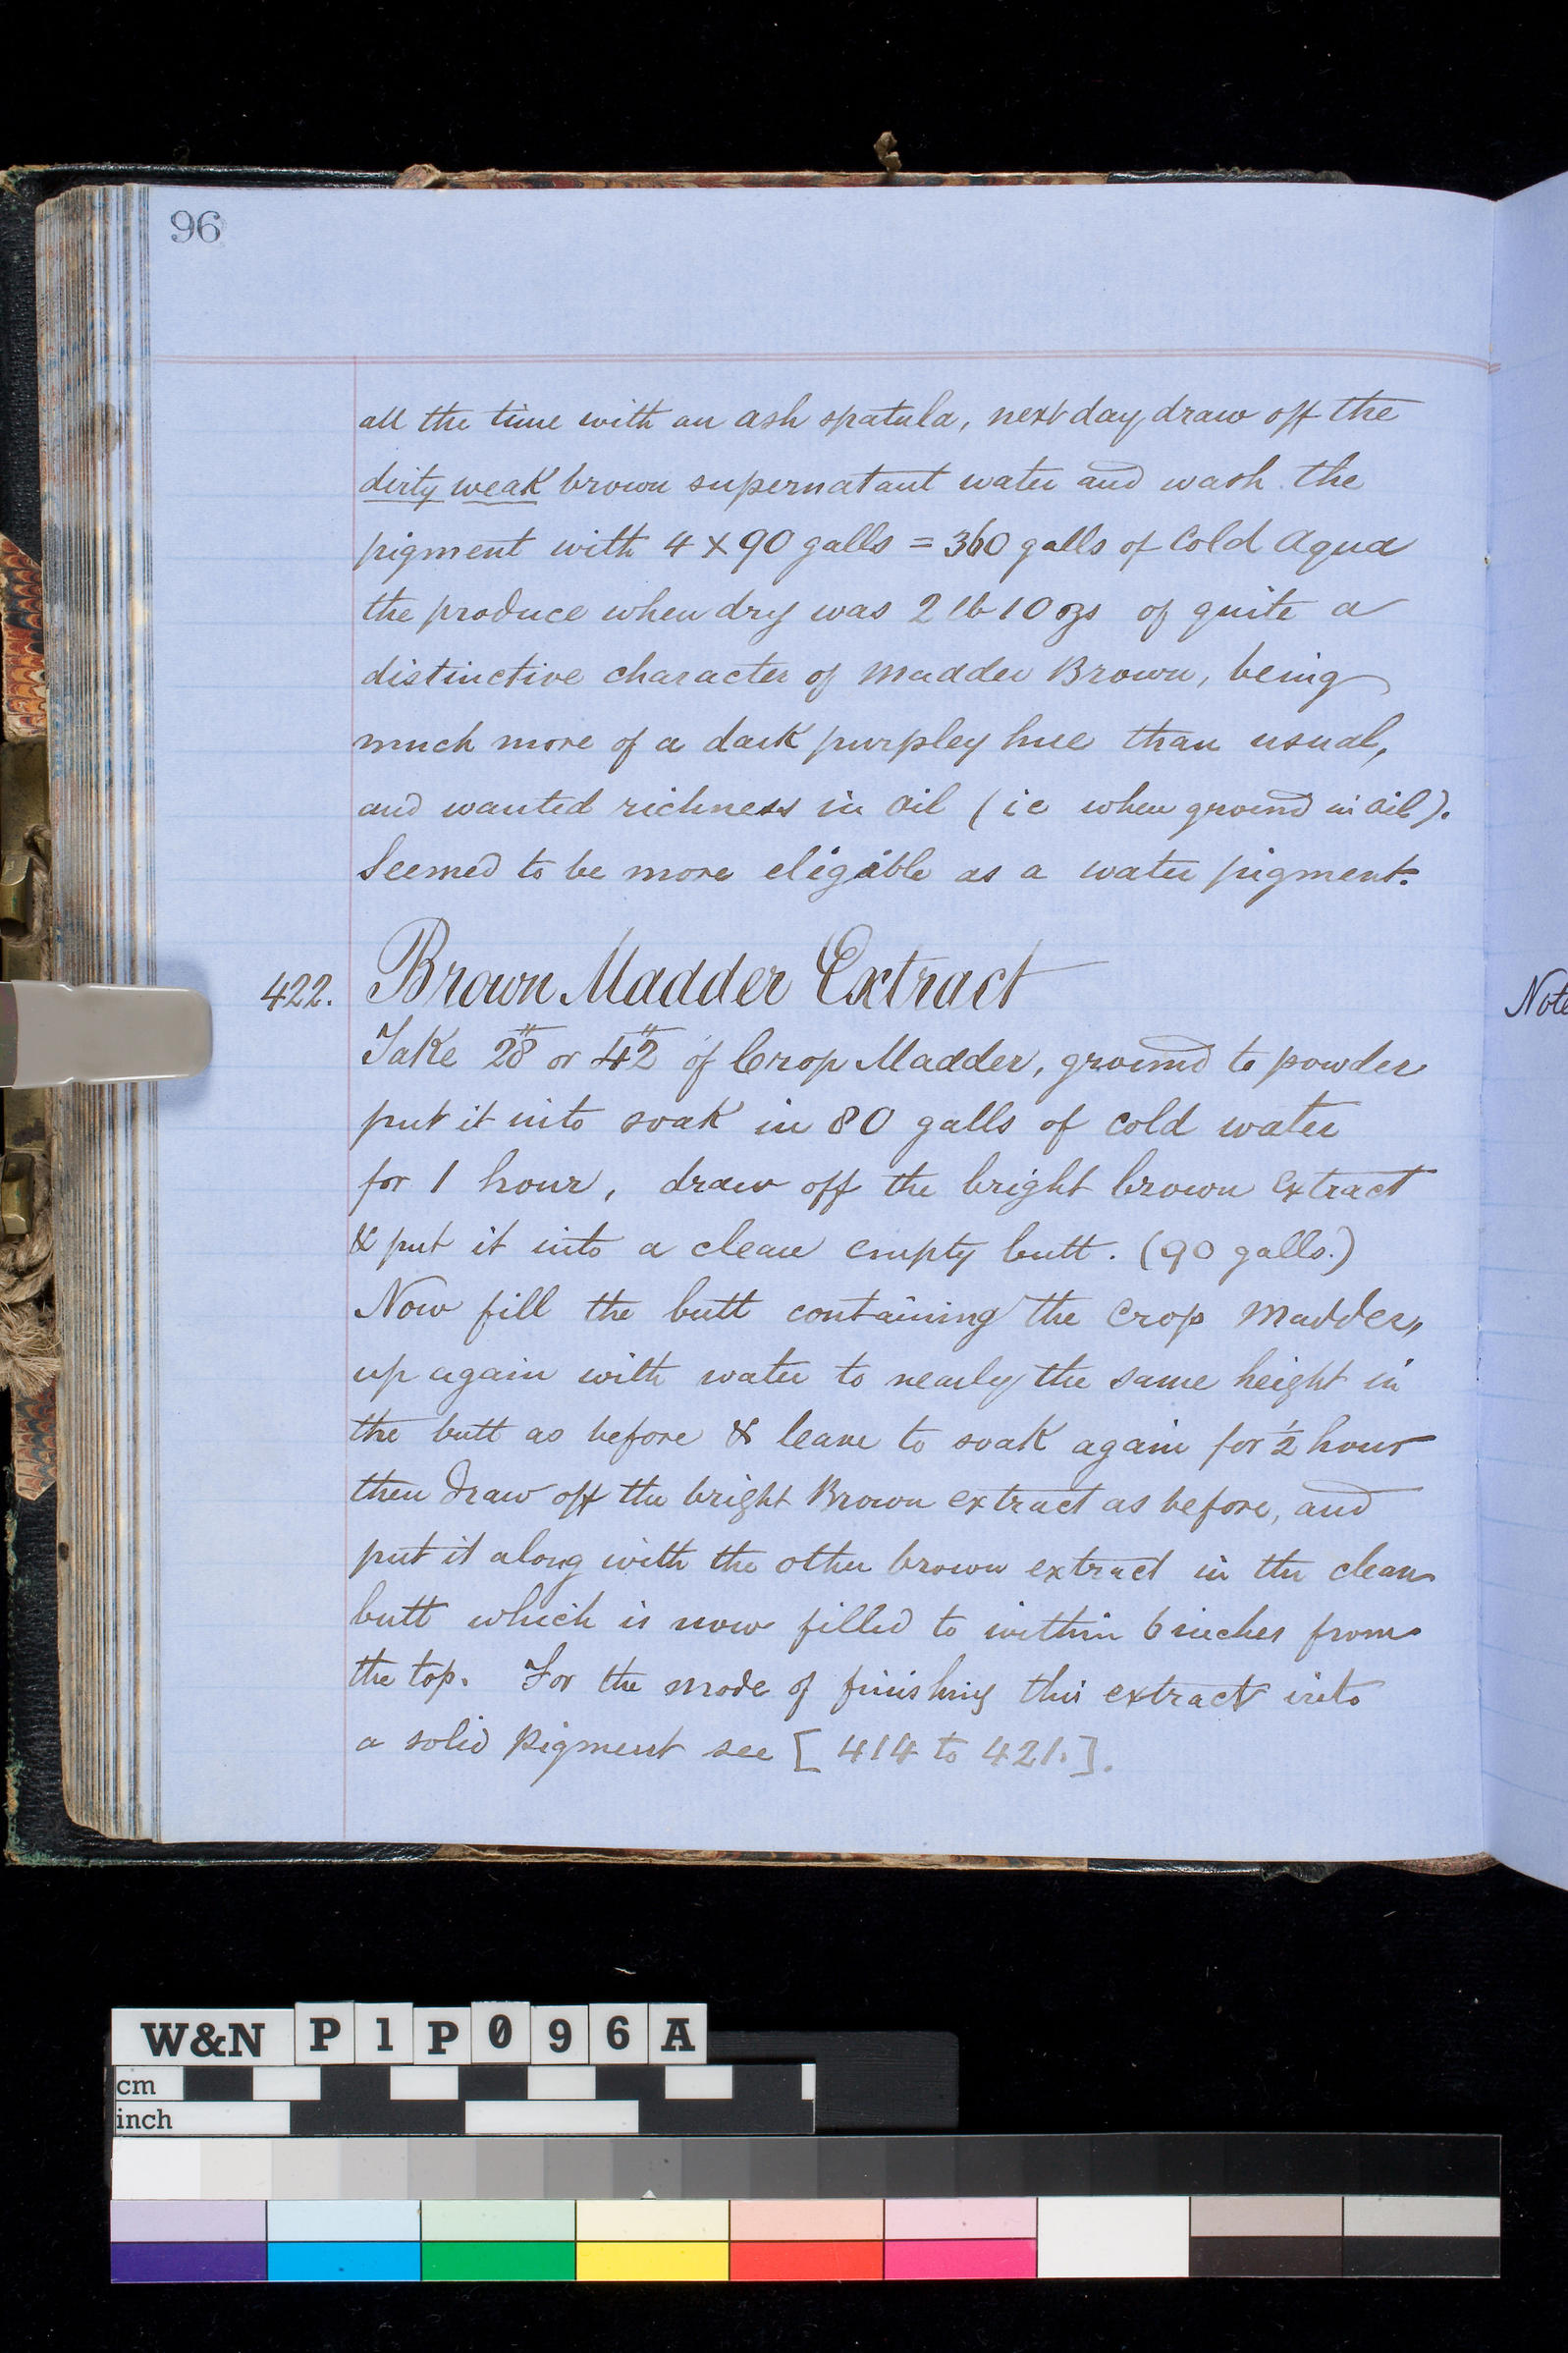 96
all the time with an ash spatula, next day draw off the
dirty weak brown supernatant water and wash the
pigment with 4 x 90 galls = 360 galls of Cold Aqua
the produce when dry was 2 lb 10 ozs of quite a
distinctive character of Madder Brown, being
much more of a dark purpley hue than usual,
and wanted richness in oil (ie when ground in oil).
Seemed to be more eligible as a water pigment.
422. Brown Madder Extract
Take 28# or 42# of Crop Madder, ground to powder
put it into soak in 80 galls of cold water
for 1 hour, draw off the bright brown extract
& put it into a clean empty butt. (90 galls.)
Now fill the butt containing the Crop Madder,
up again with water to nearly the same height in
the butt as before & leave to soak again for 1/2 hour
then draw off the bright Brown extract as before, and
put it along with the other brown extract in the clean
butt which is now filled to within 6 inches from
the top. For the mode of finishing this extract into
a solid pigment see [414 to 421.].
Note
W&N P1P096A
cm
inch